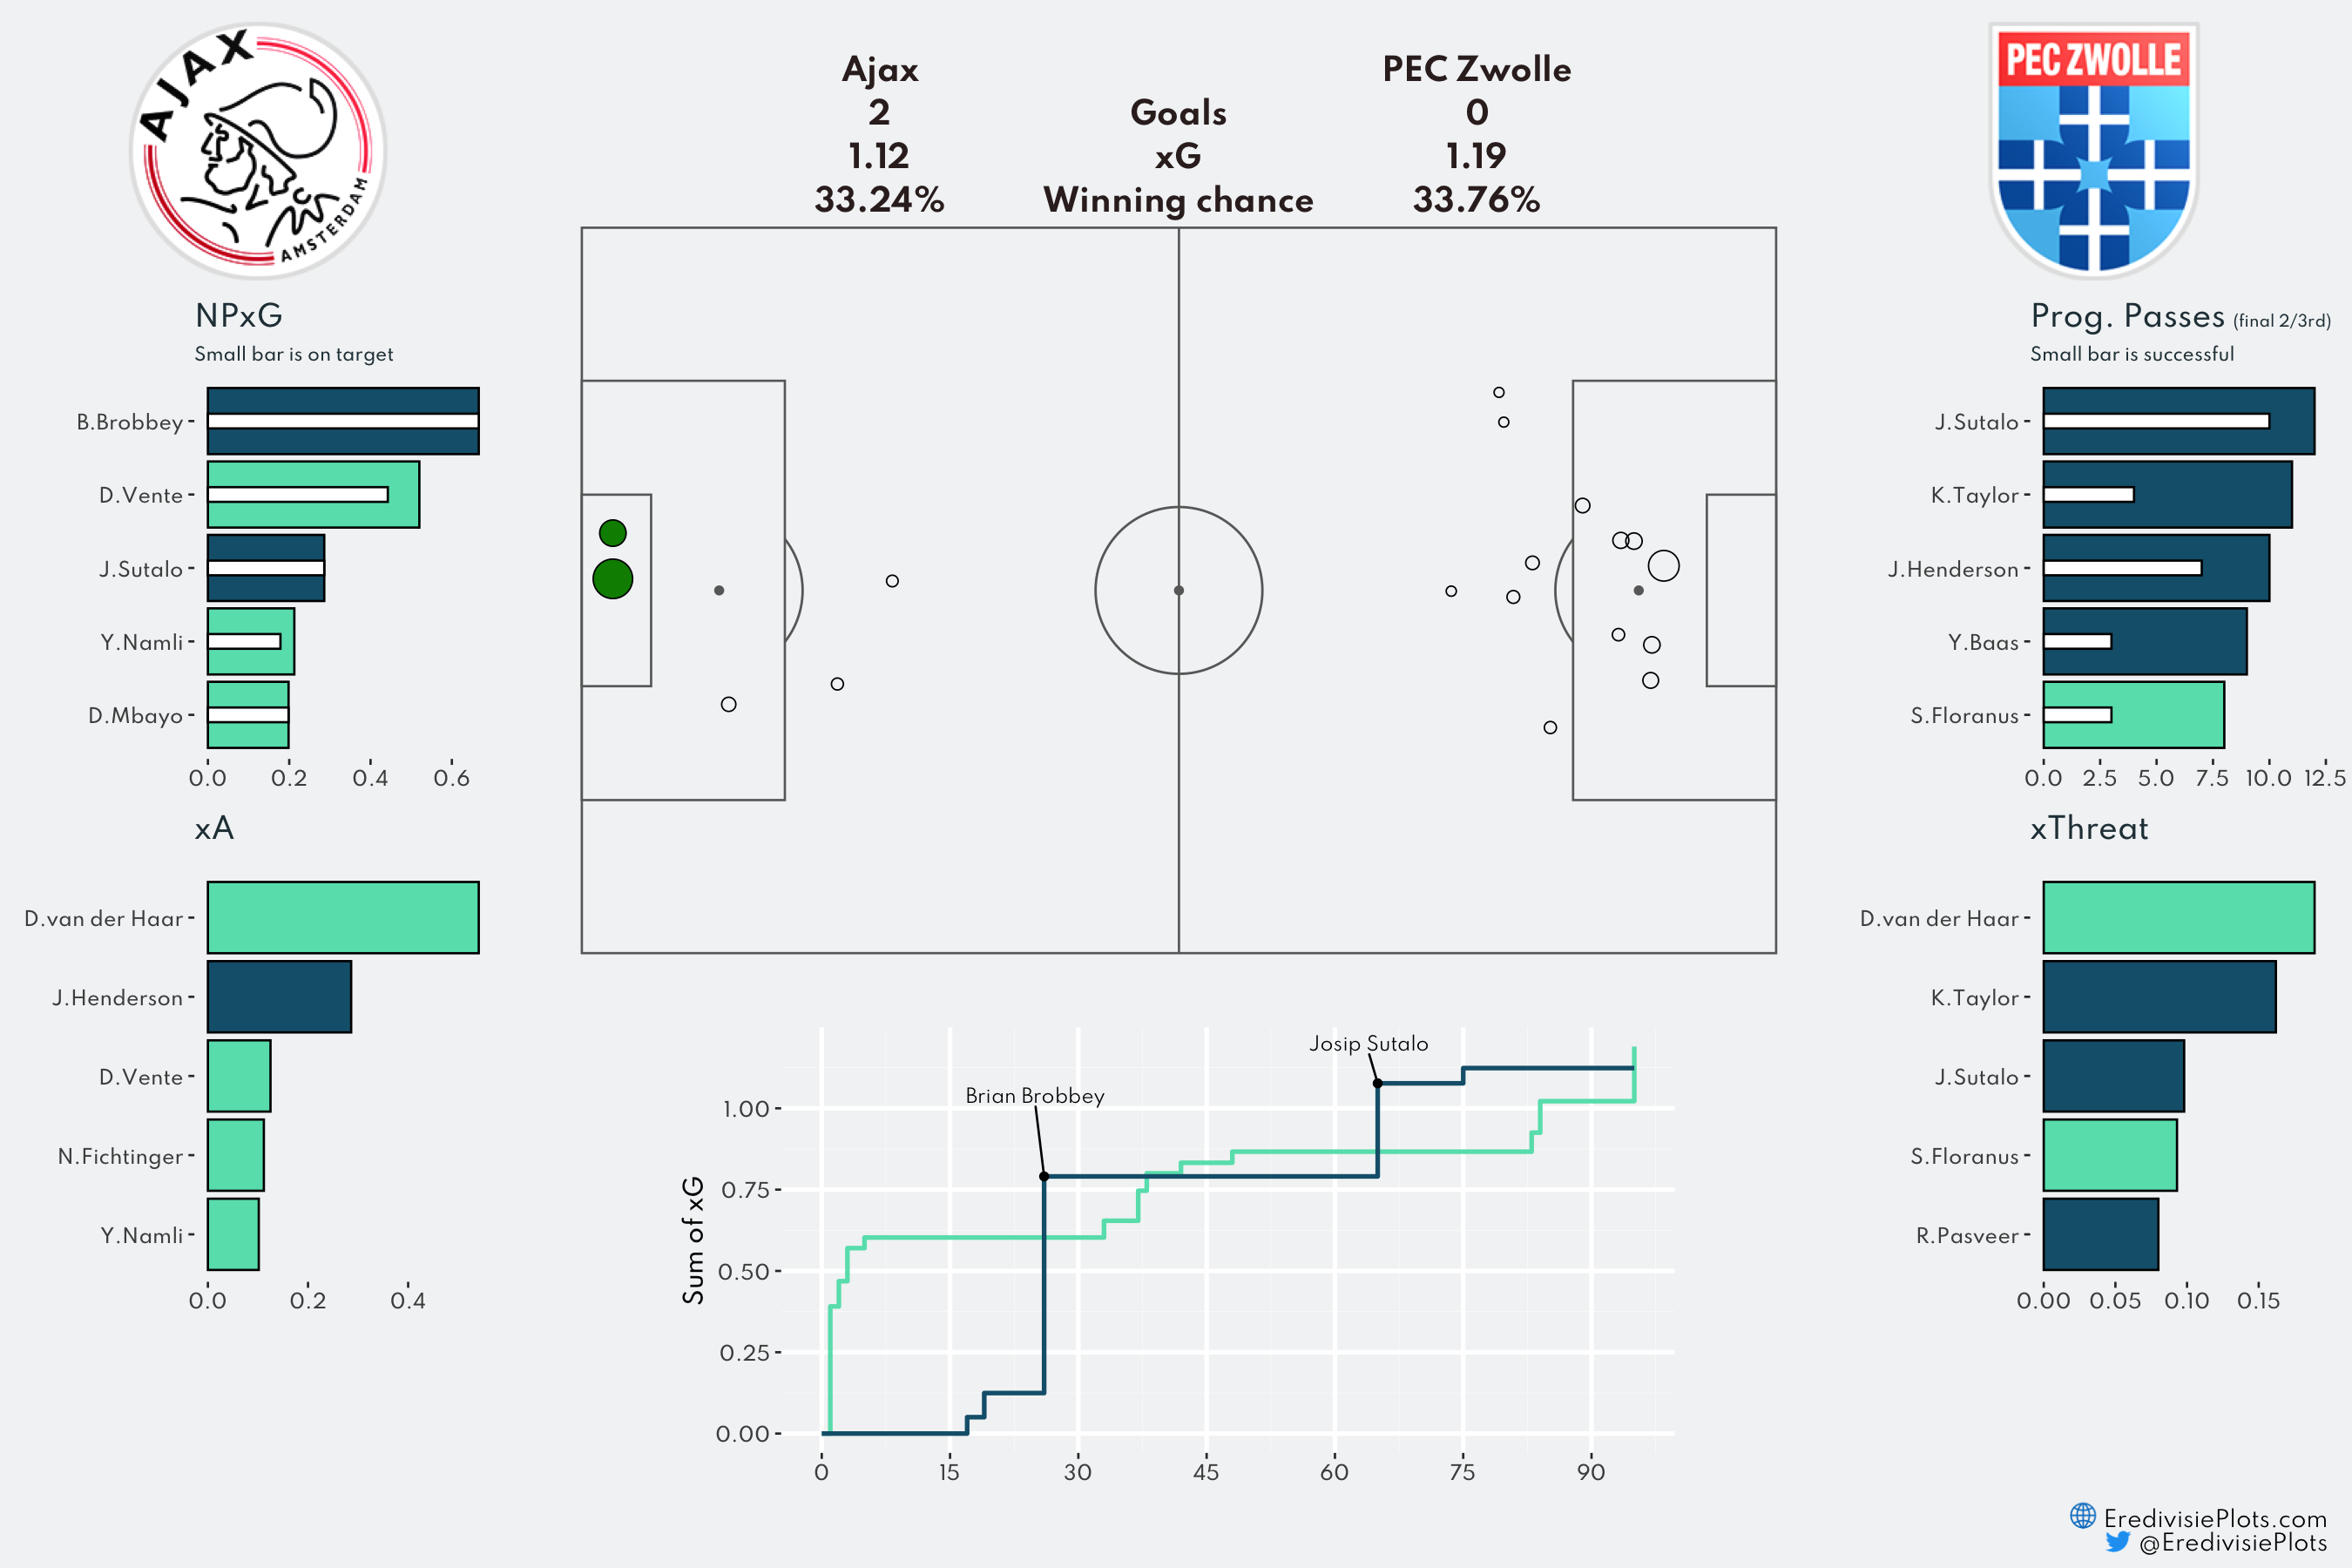 AJAX
AMSTERDAM
PEC ZWOLLE
Ajax PEC Zwolle
2 Goals 0
1.12 xG 1.19
33.24% Winning chance 33.76%
NPxG
Small bar is on target
B.Brobbey
D.Vente
J.Sutalo
Y.Namli
D.Mbayo
0.0 0.2 0.4 0.6
xA
D.van der Haar
J.Henderson
D.Vente
N.Fichtinger
Y.Namli
0.0 0.2 0.4
Brian Brobbey
Josip Sutalo
Sum of xG
1.00
0.75
0.50
0.25
0.00
0 15 30 45 60 75 90
Prog. Passes (final 2/3rd)
Small bar is successful
J.Sutalo
K.Taylor
J.Henderson
Y.Baas
S.Floranus
0.0 2.5 5.0 7.5 10.0 12.5
xThreat
D.van der Haar
K.Taylor
J.Sutalo
S.Floranus
R.Pasveer
0.00 0.05 0.10 0.15
EredivisiePlots.com
@EredivisiePlots